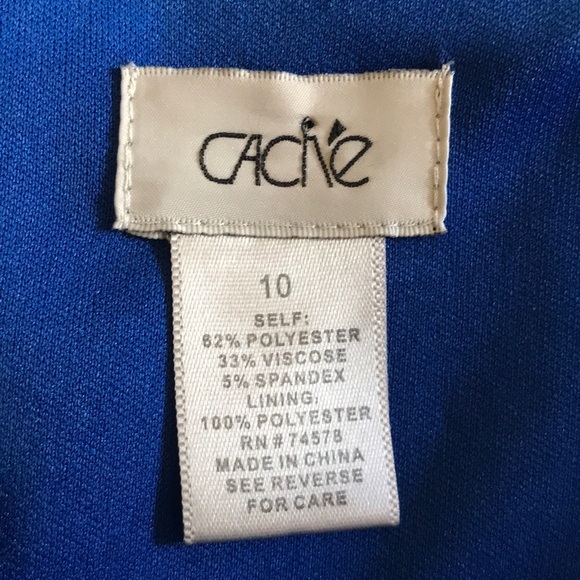 CACHÉ
10
SELF:
62% POLYESTER
33% VISCOSE
5% SPANDEX
LINING:
100% POLYESTER
RN # 74578
MADE IN CHINA
SEE REVERSE
FOR CARE